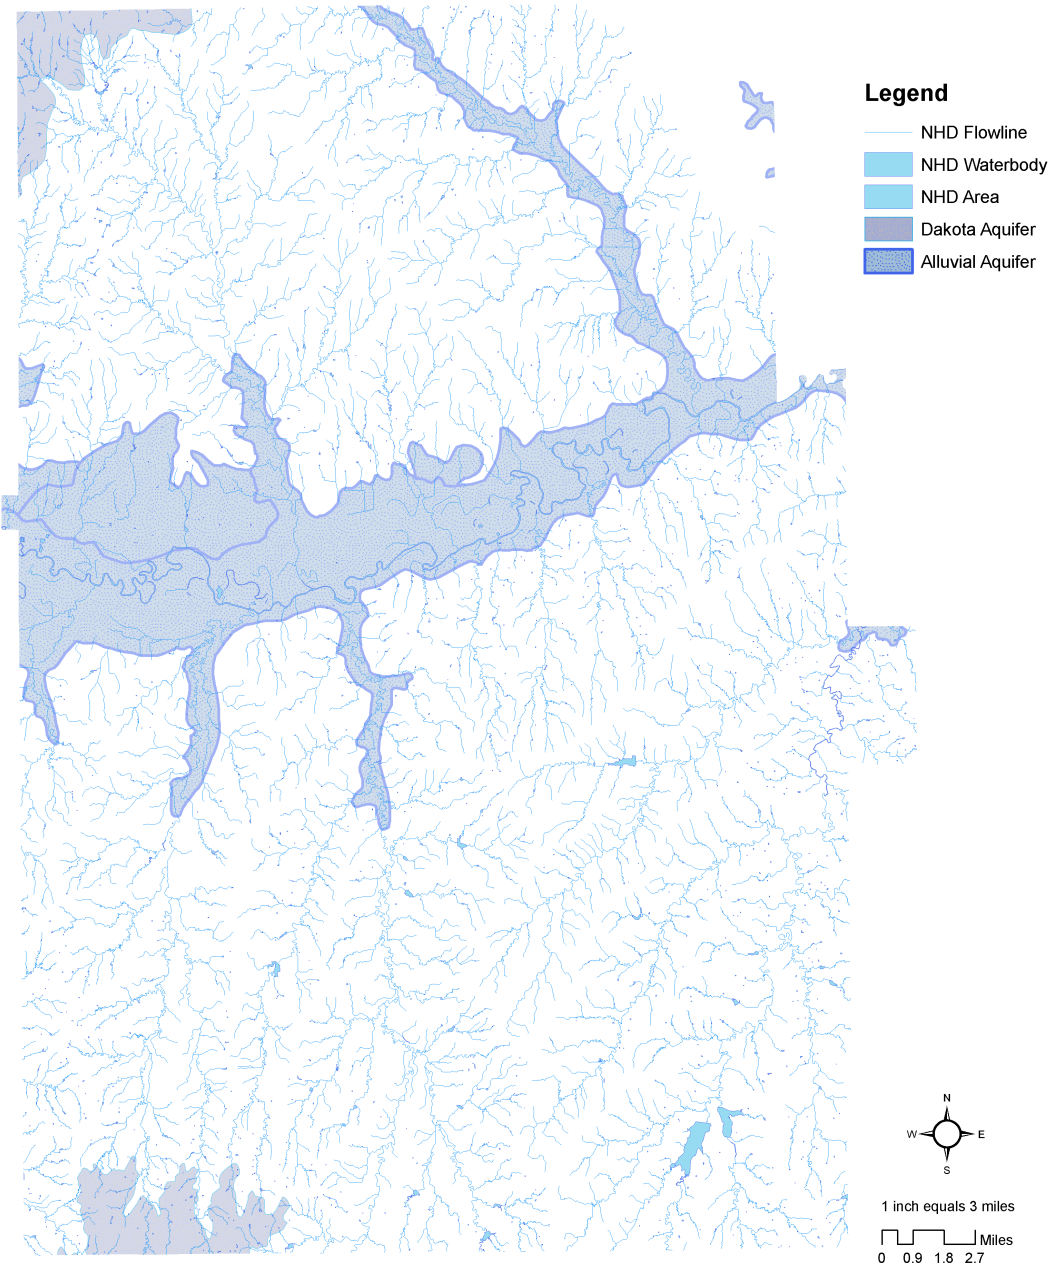 Legend
NHD Flowline
NHD Waterbody
NHD Area
Dakota Aquifer
Alluvial Aquifer
N
W E
S
1 inch equals 3 miles
Miles
0 0.9 1.8 2.7